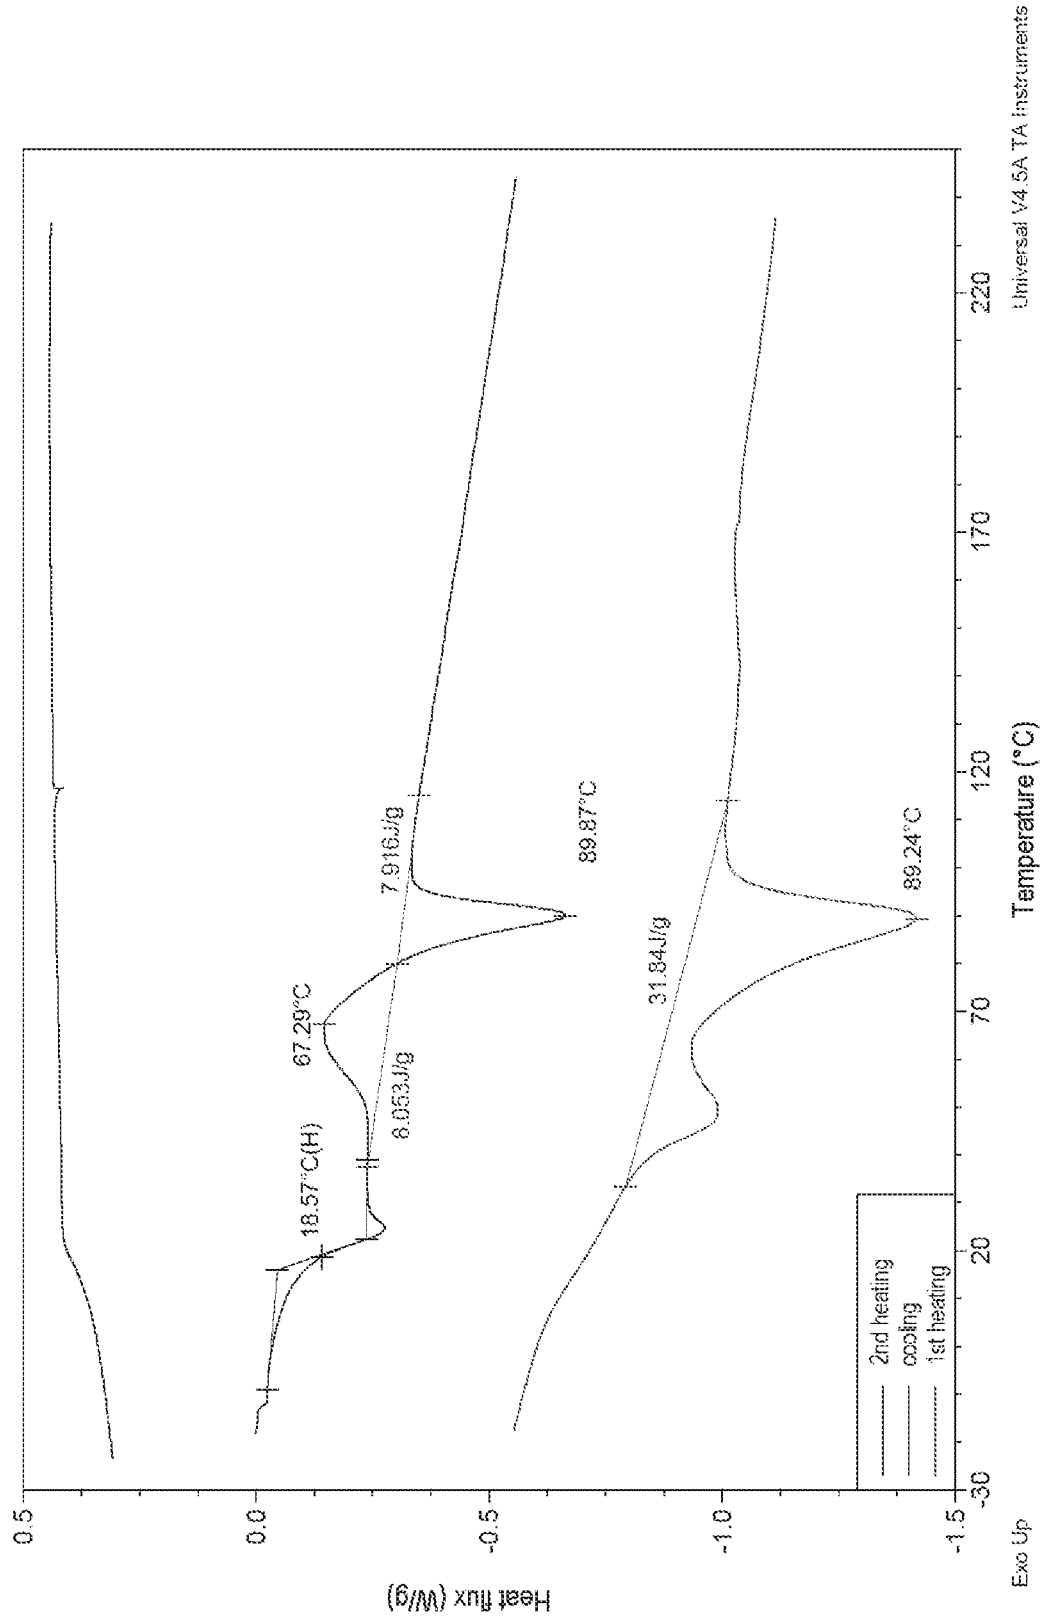 0.5
0.0
-0.5
-1.0
-1.5
Heat flux (W/g)
18.57°C(H)
67.29°C
7.916J/g
89.87°C
31.84J/g
89.24°C
2nd heating
cooling
1st heating
-30
20
70
120
170
220
Exo Up
Temperature (°C)
Universal V4.5A TA Instruments